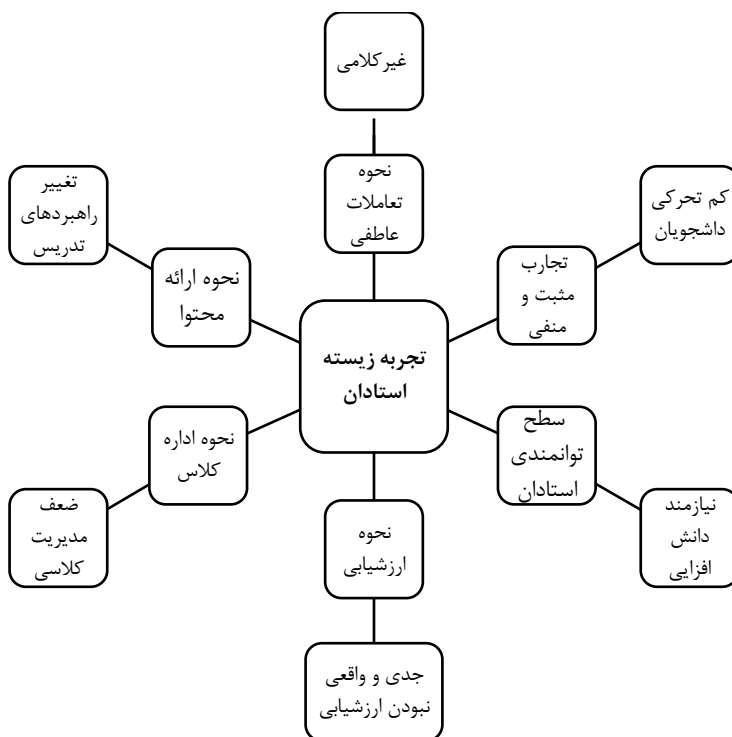 غیرکلامی
نحوه
تعاملات
عاطفی
کم تحرکی
داشجویان
تجارب
مثبت و
منفی
تغییر
راهبردهای
تدریس
نحوه ارائه
محتوا
تجربه زیسته
استادان
سطح
توانمندی
استادان
نیازمند
دانش
افزایی
نحوه اداره
کلاس
ضعف
مدیریت
کلاسی
نحوه
ارزشیابی
جدی و واقعی
نبودن ارزشیابی